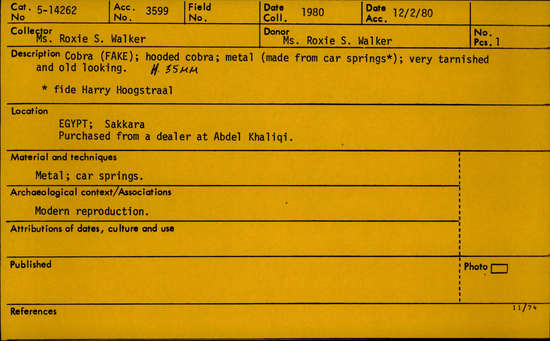 Cat. No 5-14262 Acc. No. 3599 Field No. Date Coll. 1980 Date Acc. 12/2/80
Collector Ms. Roxie S. Walker Donor Ms. Roxie S. Walker No. Pcs. 1
Description Cobra (FAKE); hooded cobra; metal (made from car springs*); very tarnished
and old looking. H. 35MM
* fide Harry Hoogstraal
Location
EGYPT; Sakkara
Purchased from a dealer at Abdel Khaliqi.
Material and techniques
Metal; car springs.
Archaeological context/Associations
Modern reproduction.
Attributions of dates, culture and use
Published Photo
References 11/74